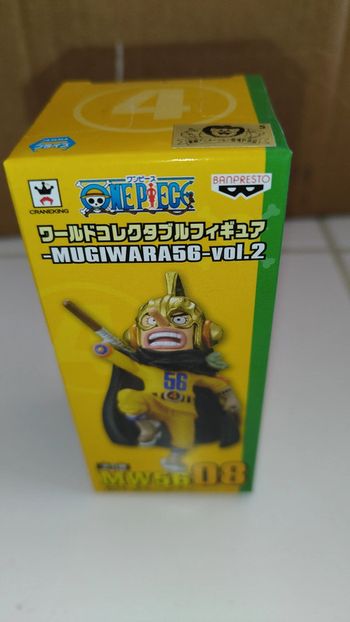 4
CRANEKING
ワンピース
ONE PIECE
BANPRESTO
ワールドコレクタブルフィギュア
-MUGIWARA56-vol.2
56
MW56 08